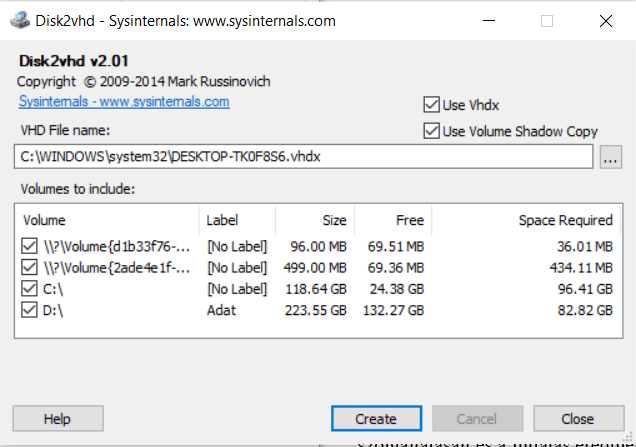 Disk2vhd - Sysinternals: www.sysinternals.com
Disk2vhd v2.01
Copyright © 2009-2014 Mark Russinovich
Sysinternals - www.sysinternals.com
Use Vhdx
VHD File name:
Use Volume Shadow Copy
C:\WINDOWS\system32\DESKTOP-TK0F8S6.vhdx
...
Volumes to include:
Volume Label Size Free Space Required
\\?\Volume{d1b33f76-... [No Label] 96.00 MB 69.51 MB 36.01 MB
\\?\Volume{2ade4e1f-... [No Label] 499.00 MB 69.36 MB 434.11 MB
C:\ [No Label] 118.64 GB 24.38 GB 96.41 GB
D:\ Adat 223.55 GB 132.27 GB 82.82 GB
Help Create Cancel Close